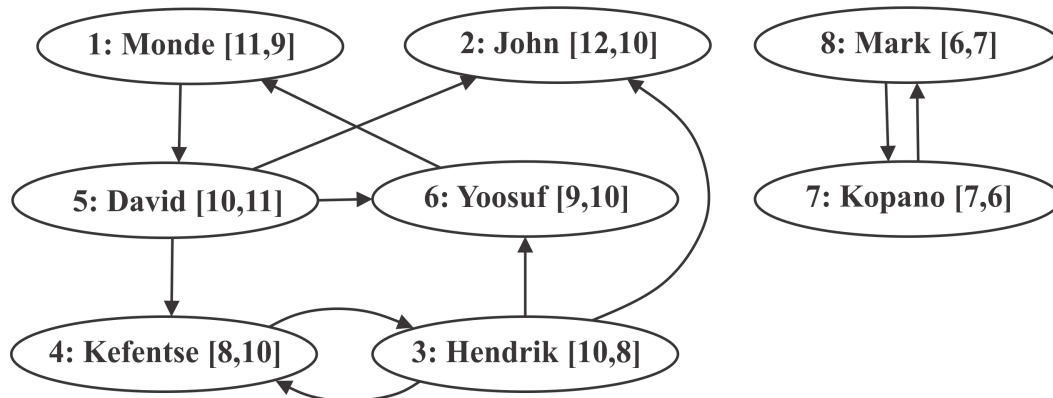 1: Monde [11,9]
2: John [12,10]
8: Mark [6,7]
5: David [10,11]
6: Yoosuf [9,10]
7: Kopano [7,6]
4: Kefentse [8,10]
3: Hendrik [10,8]